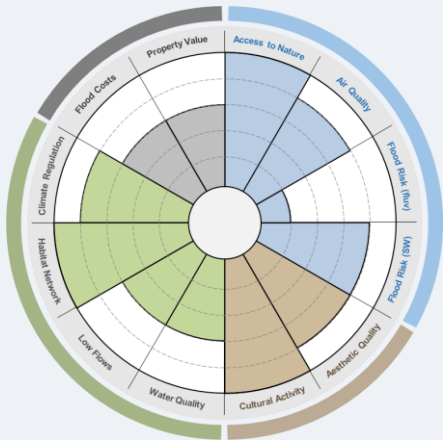 Property Value
Access to Nature
Air Quality
Flood Risk (fluv)
Flood Risk (SW)
Aesthetic Quality
Cultural Activity
Water Quality
Low Flows
Habitat Network
Climate Regulation
Flood Costs